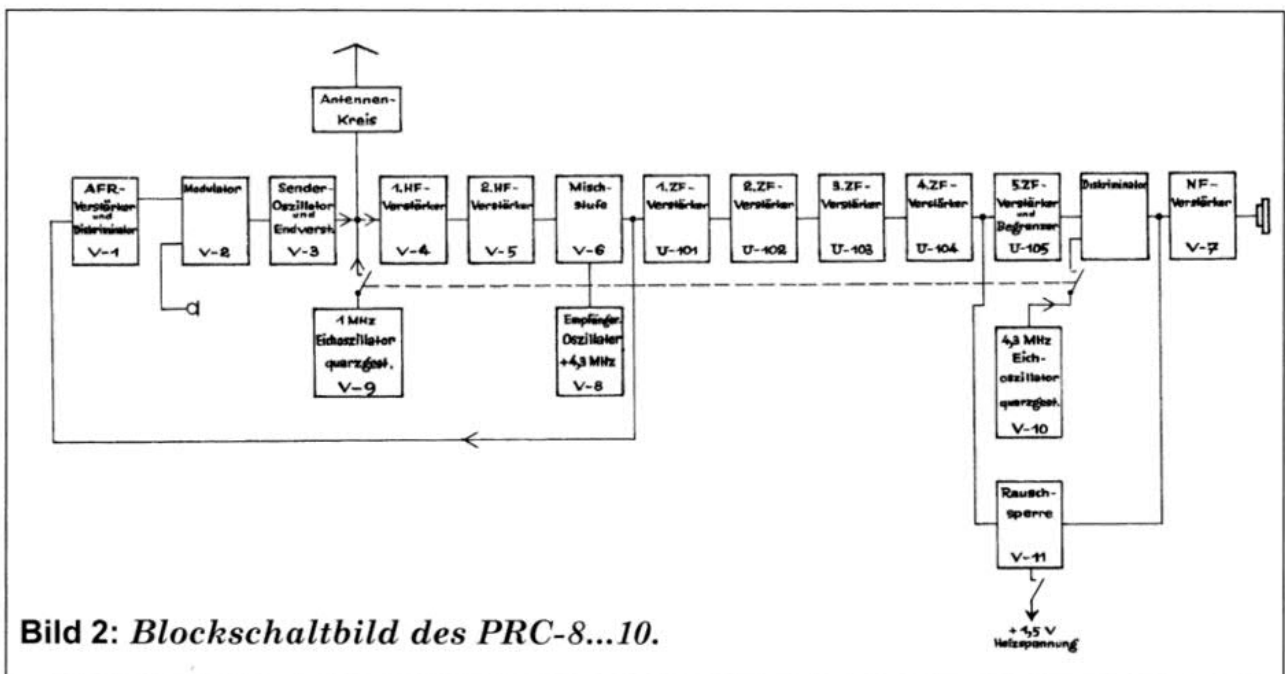 Antennen-
Kreis
AFR-
Verstärker
und
Diskriminator
V-1
Modulator
V-2
Sender-
Oszillator
und
Endverst.
V-3
1.HF-
Verstärker
V-4
2.HF-
Verstärker
V-5
Misch-
stufe
V-6
1.ZF-
Verstärker
U-101
2.ZF-
Verstärker
U-102
3.ZF-
Verstärker
U-103
4.ZF-
Verstärker
U-104
5.ZF-
Verstärker
und
Begrenzer
U-105
Diskriminator
NF-
Verstärker
V-7
1 MHz
Eichoszillator
quarzgest.
V-9
Empfänger.
Oszillator
+4,3 MHz
V-8
4,3 MHz
Eich-
oszillator
quarzgest.
V-10
Rausch-
sperre
V-11
+1,5 V
Heizspannung
Bild 2: Blockschaltbild des PRC-8...10.